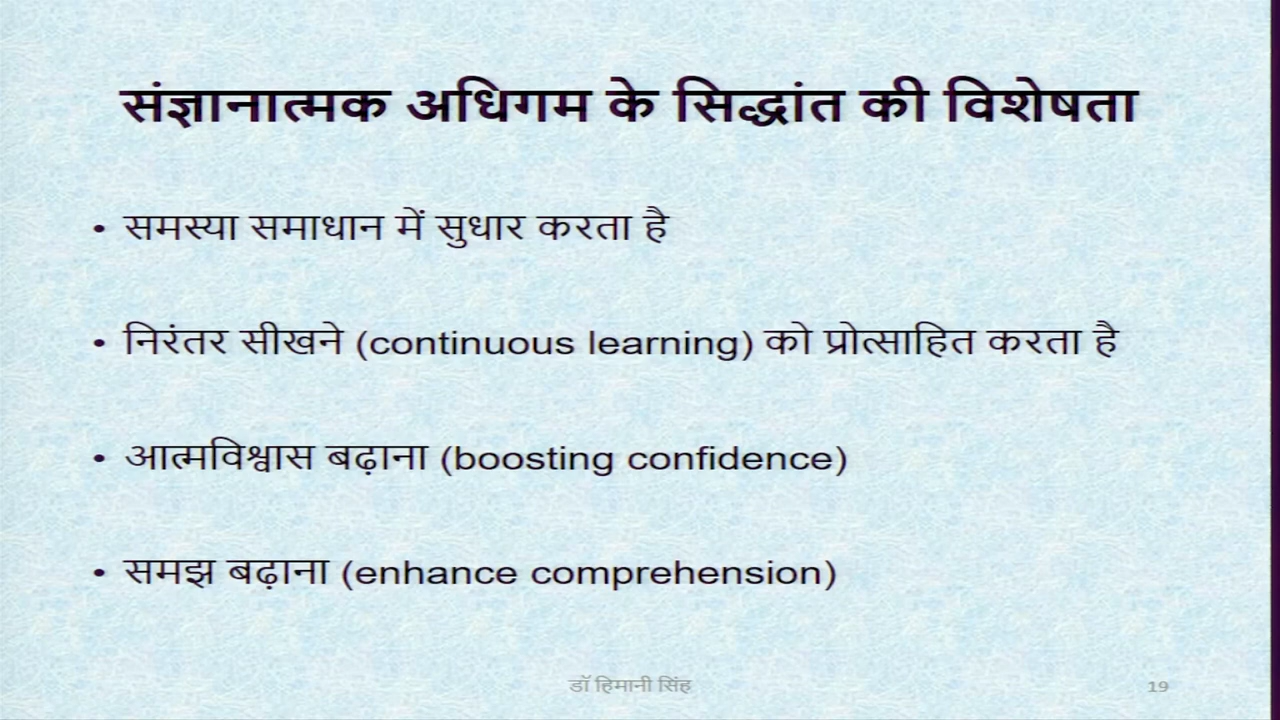 संज्ञानात्मक अधिगम के सिद्धांत की विशेषता
• समस्या समाधान में सुधार करता है
• निरंतर सीखने (continuous learning) को प्रोत्साहित करता है
• आत्मविश्वास बढ़ाना (boosting confidence)
• समझ बढ़ाना (enhance comprehension)
डॉ हिमानी सिंह
19